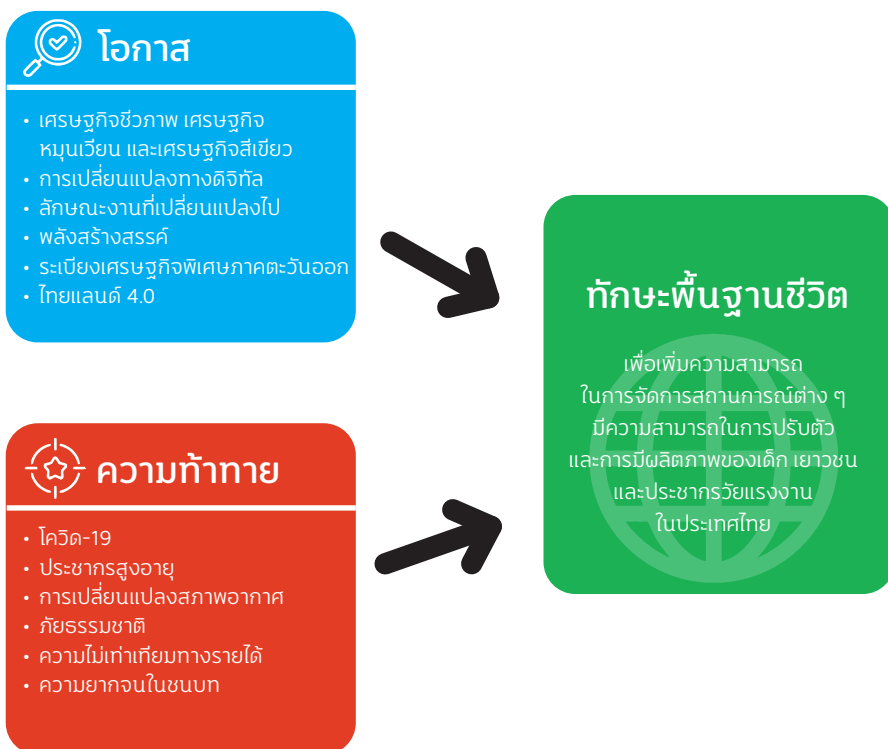 โอกาส
• เศรษฐกิจชีวภาพ เศรษฐกิจ
หมุนเวียน และเศรษฐกิจสีเขียว
• การเปลี่ยนแปลงทางดิจิทัล
• ลักษณะงานที่เปลี่ยนแปลงไป
• พลังสร้างสรรค์
• ระเบียงเศรษฐกิจพิเศษภาคตะวันออก
• ไทยแลนด์ 4.0
ความท้าทาย
• โควิด-19
• ประชากรสูงอายุ
• การเปลี่ยนแปลงสภาพอากาศ
• ภัยธรรมชาติ
• ความไม่เท่าเทียมทางรายได้
• ความยากจนในชนบท
ทักษะพื้นฐานชีวิต
เพื่อเพิ่มความสามารถ
ในการจัดการสถานการณ์ต่าง ๆ
มีความสามารถในการปรับตัว
และการมีผลิตภาพของเด็ก เยาวชน
และประชากรวัยแรงงาน
ในประเทศไทย